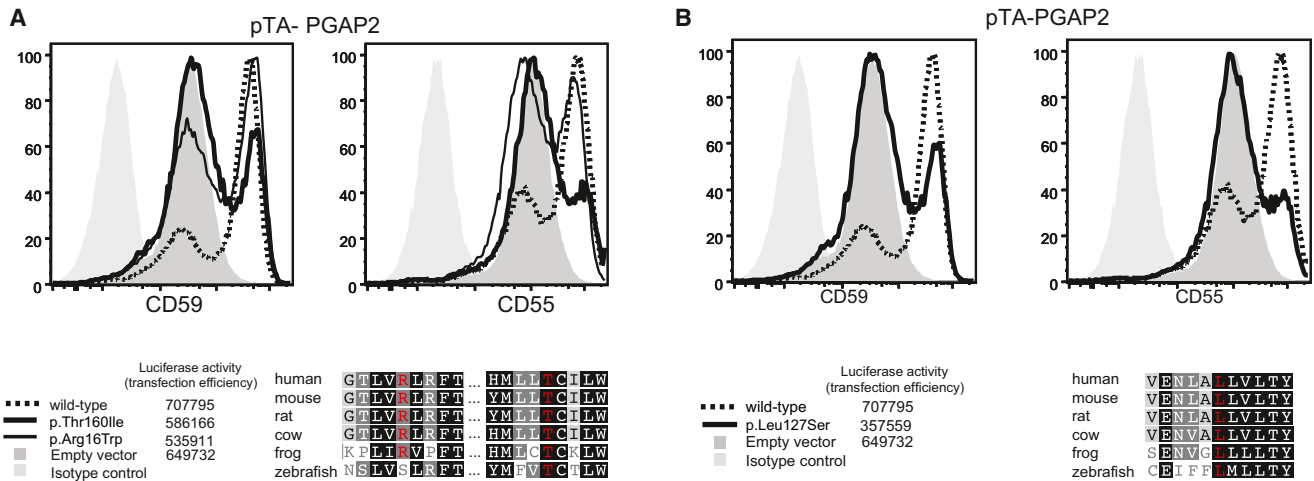 A
pTA- PGAP2
100
80
60
40
20
0
CD59
100
80
60
40
20
0
CD55
Luciferase activity
(transfection efficiency)
wild-type 707795
p.Thr160Ile 586166
p.Arg16Trp 535911
Empty vector 649732
Isotype control
human GTLVRLRFT ... HMLLTCILW
mouse GTLVRLRFT ... YMLLTCILW
rat GTLVRLRFT ... YMLLTCILW
cow GTLVRLRFT ... HMLLTCILW
frog KPLIRVPFT ... HMLCTCKLW
zebrafish NSLVSLRFT ... YMFVTCTLW
B
pTA-PGAP2
100
80
60
40
20
0
CD59
100
80
60
40
20
0
CD55
Luciferase activity
(transfection efficiency)
wild-type 707795
p.Leu127Ser 357559
Empty vector 649732
Isotype control
human VENLALLVLTY
mouse VENLALLVLTY
rat VENLALLVLTY
cow VENVALLVLTY
frog SENVGLLLLTY
zebrafish CEIFFLMLLTY